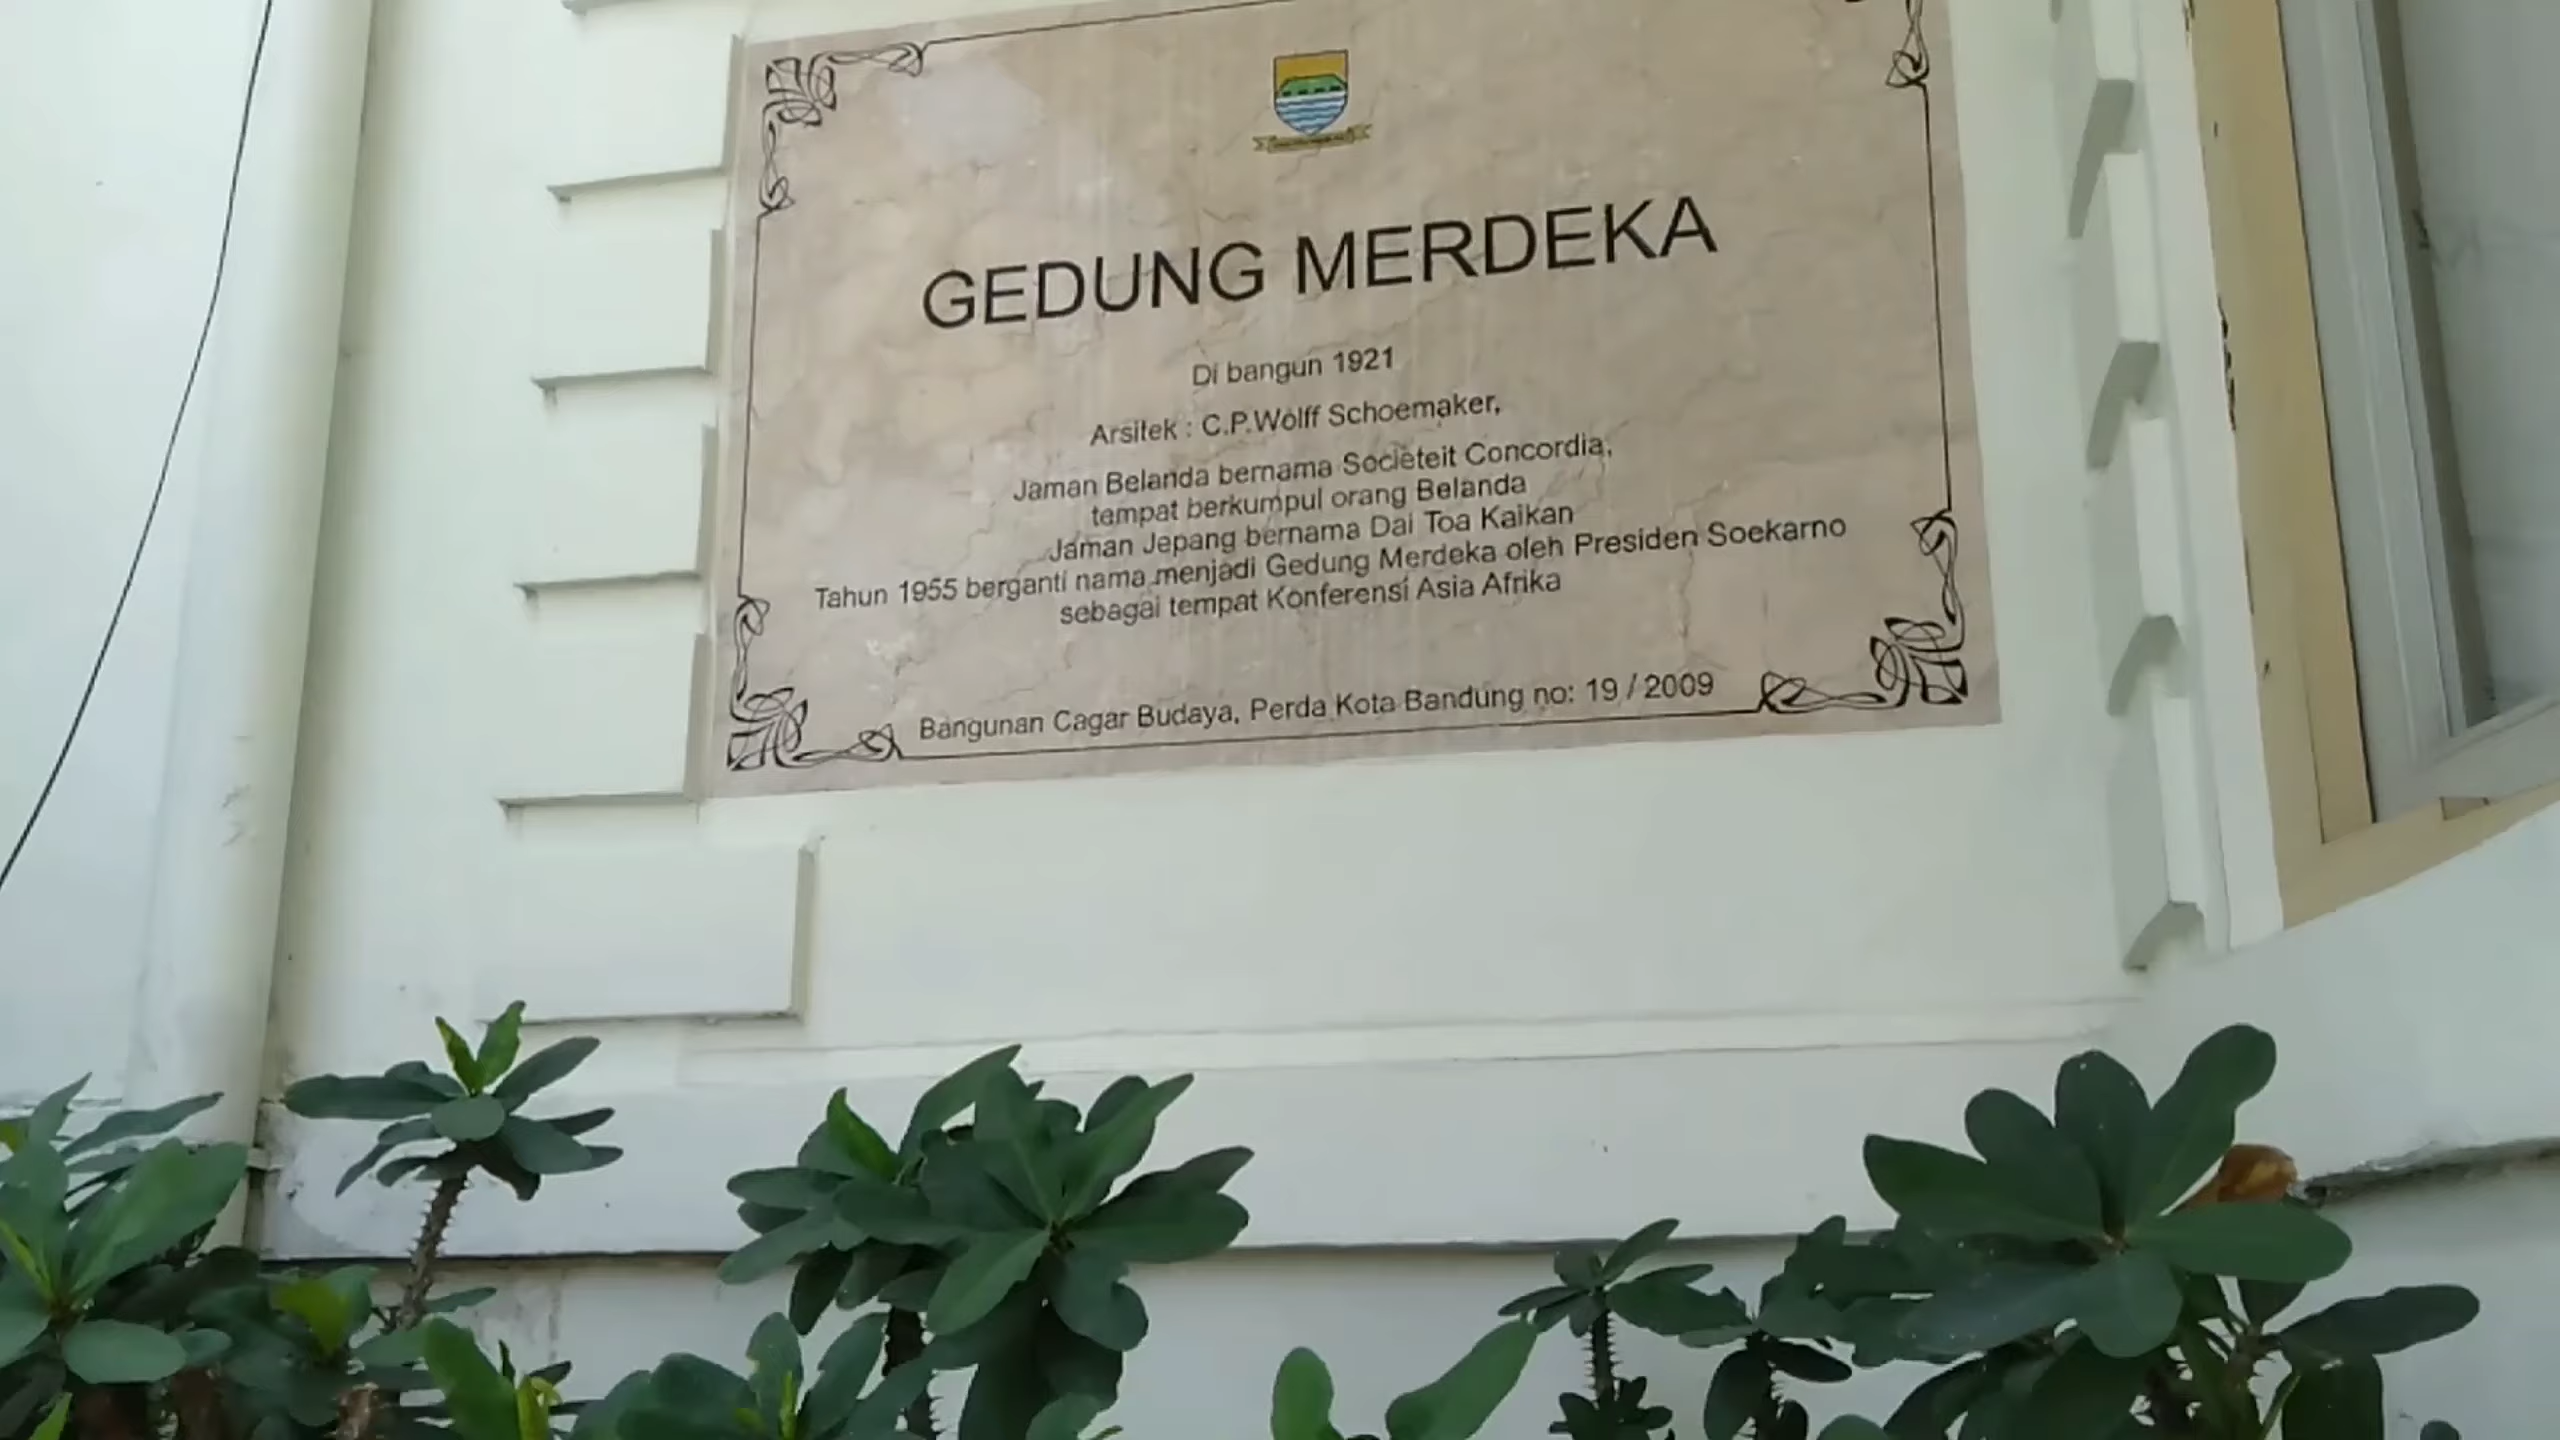 GEDUNG MERDEKA
Di bangun 1921
Arsitek : C.P.Wolff Schoemaker,
Jaman Belanda bernama Societeit Concordia,
tempat berkumpul orang Belanda
Jaman Jepang bernama Dai Toa Kaikan
Tahun 1955 berganti nama menjadi Gedung Merdeka oleh Presiden Soekarno
sebagai tempat Konferensi Asia Afrika
Bangunan Cagar Budaya, Perda Kota Bandung no: 19 / 2009